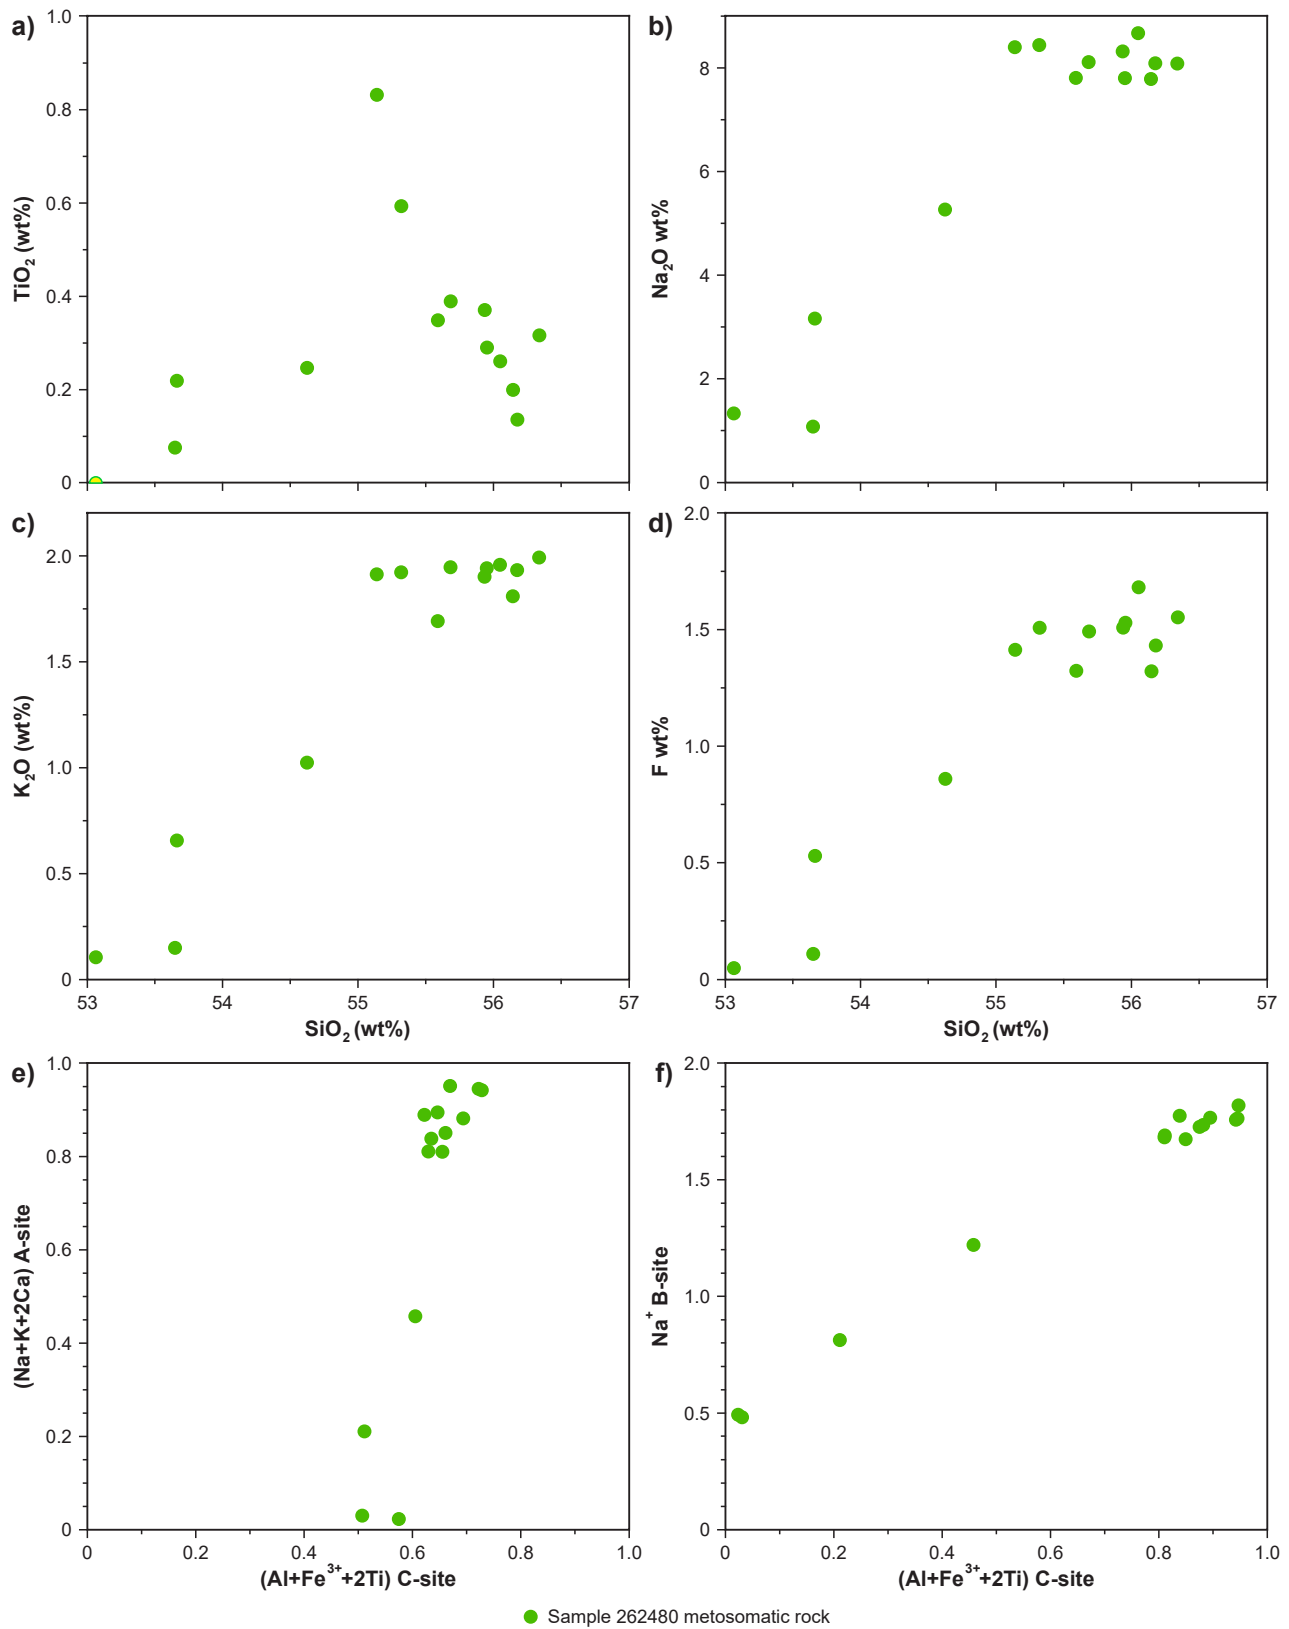 a)
1.0
0.8
0.6
0.4
0.2
0
TiO2 (wt%)
b)
8
6
4
2
0
Na2O wt%
c)
2.0
1.5
1.0
0.5
0
K2O (wt%)
53 54 55 56 57
SiO2 (wt%)
d)
2.0
1.5
1.0
0.5
0
F wt%
53 54 55 56 57
SiO2 (wt%)
e)
1.0
0.8
0.6
0.4
0.2
0
(Na+K+2Ca) A-site
0 0.2 0.4 0.6 0.8 1.0
(Al+Fe3++2Ti) C-site
f)
2.0
1.5
1.0
0.5
0
Na+ B-site
0 0.2 0.4 0.6 0.8 1.0
(Al+Fe3++2Ti) C-site
Sample 262480 metosomatic rock